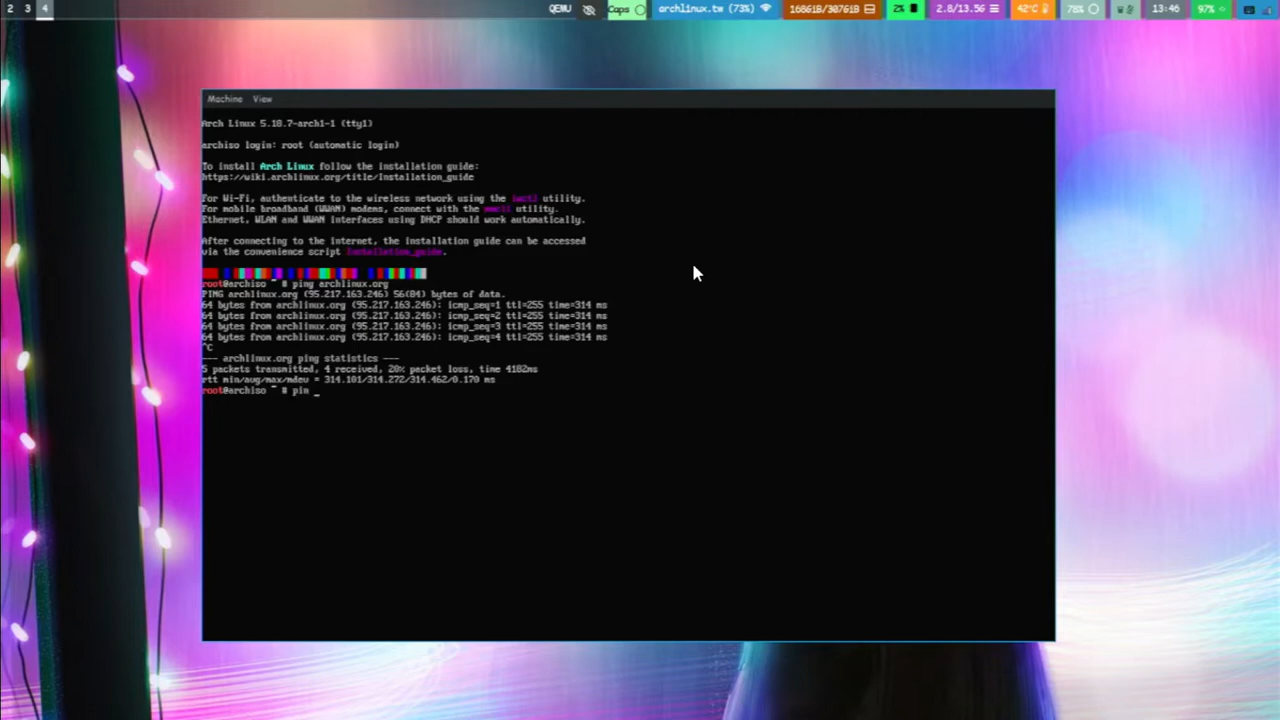 2 3 4 QEMU Caps archlinux.tw (73%) 168GiB/307GiB 2% 2.8/13.5G 42°C 78% 13:46 97%
Machine View
Arch Linux 5.18.7-arch1-1 (tty1)
archiso login: root (automatic login)
To install Arch Linux follow the installation guide:
https://wiki.archlinux.org/title/Installation_guide
For Wi-Fi, authenticate to the wireless network using the iwctl utility.
For mobile broadband (WWAN) modems, connect with the mmcli utility.
Ethernet, WLAN and WWAN interfaces using DHCP should work automatically.
After connecting to the internet, the installation guide can be accessed
via the convenience script Installation_guide.
root@archiso ~ # ping archlinux.org
PING archlinux.org (95.217.163.246) 56(84) bytes of data.
64 bytes from archlinux.org (95.217.163.246): icmp_seq=1 ttl=255 time=314 ms
64 bytes from archlinux.org (95.217.163.246): icmp_seq=2 ttl=255 time=314 ms
64 bytes from archlinux.org (95.217.163.246): icmp_seq=3 ttl=255 time=314 ms
64 bytes from archlinux.org (95.217.163.246): icmp_seq=4 ttl=255 time=314 ms
^C
--- archlinux.org ping statistics ---
5 packets transmitted, 4 received, 20% packet loss, time 4102ms
rtt min/avg/max/mdev = 314.101/314.272/314.462/0.170 ms
root@archiso ~ # pin _